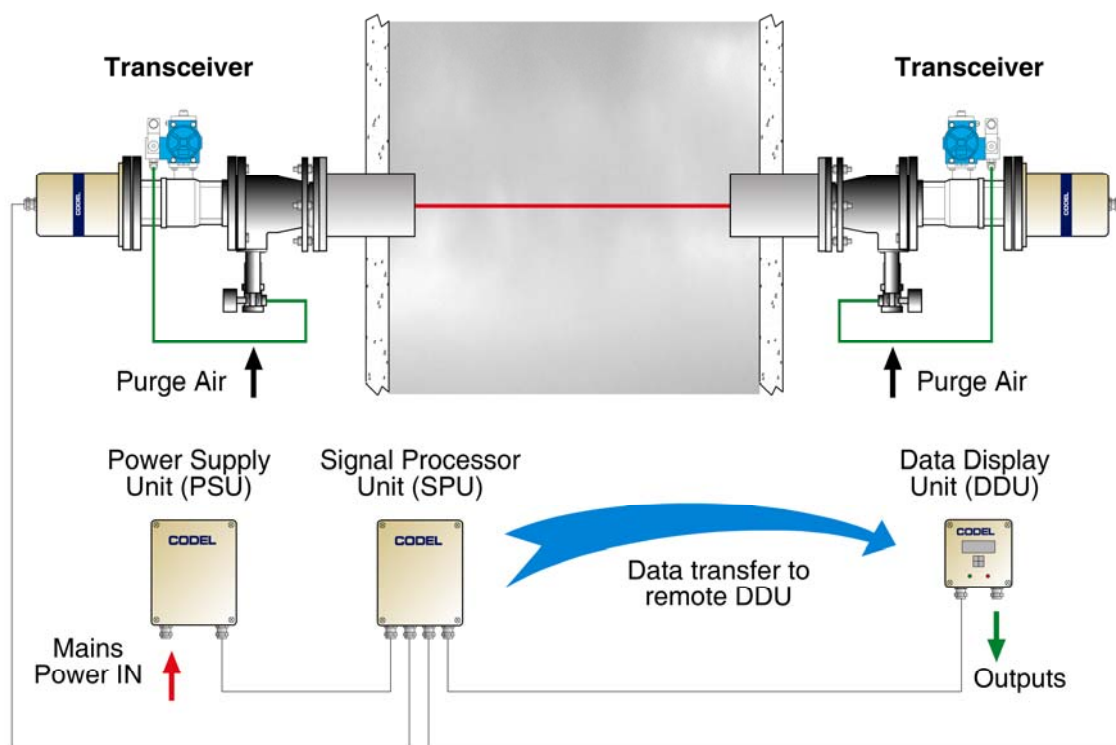 Transceiver
Transceiver
CODEL
CODEL
Purge Air
Purge Air
Power Supply
Unit (PSU)
Signal Processor
Unit (SPU)
Data Display
Unit (DDU)
CODEL
CODEL
CODEL
Data transfer to
remote DDU
Mains
Power IN
Outputs